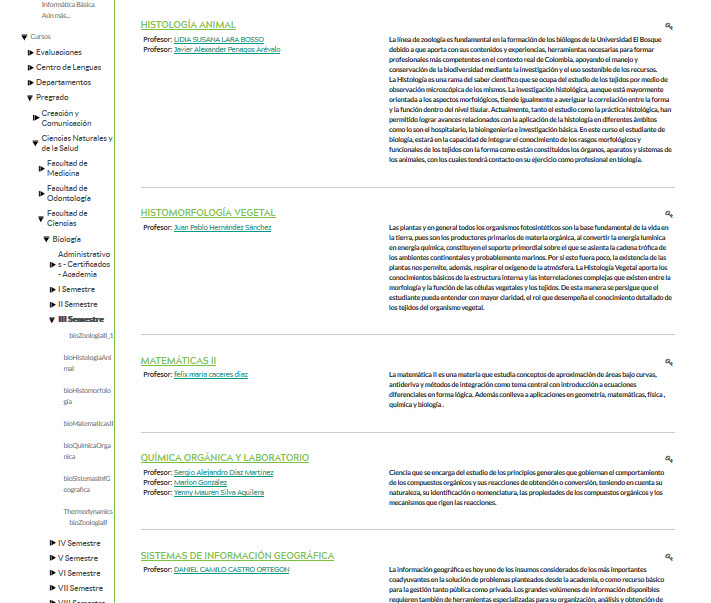 Informática Básica
Aún más...
Cursos
Evaluaciones
Centro de Lenguas
Departamentos
Pregrado
Creación y
Comunicación
Ciencias Naturales y
de la Salud
Facultad de
Medicina
Facultad de
Odontología
Facultad de
Ciencias
Biología
Administrativo
s - Certificados
- Academia
I Semestre
II Semestre
III Semestre
bioZoologiaII_1
bioHistologiaAni
mal
bioHistomorfolo
gia
bioMatematicasII
bioQuimicaOrga
nica
bioSistemasInfG
eografica
Thermodynamics
bioZoologiaII
IV Semestre
V Semestre
VI Semestre
VII Semestre
VIII Semestre
HISTOLOGÍA ANIMAL
Profesor: LIDIA SUSANA LARA BOSSO
Profesor: Javier Alexander Penagos Arévalo
La línea de zoología es fundamental en la formación de los biólogos de la Universidad El Bosque
debido a que aporta con sus contenidos y experiencias, herramientas necesarias para formar
profesionales más competentes en el contexto real de Colombia, apoyando el manejo y
conservación de la biodiversidad mediante la investigación y el uso sostenible de los recursos.
La Histología es una rama del saber científico que se ocupa del estudio de los tejidos por medio de
observación microscópica de los mismos. La investigación histológica, aunque está mayormente
orientada a los aspectos morfológicos, tiende igualmente a averiguar la correlación entre la forma
y la función dentro del nivel tisular. Actualmente, tanto el estudio como la práctica histológica, han
permitido lograr avances relacionados con la aplicación de la histología en diferentes ámbitos
como lo son el hospitalario, la bioingeniería e investigación básica. En este curso el estudiante de
biología, estará en la capacidad de integrar el conocimiento de los rasgos morfológicos y
funcionales de los tejidos con la forma como están constituidos los órganos, aparatos y sistemas de
los animales, con los cuales tendrá contacto en su ejercicio como profesional en biología.
HISTOMORFOLOGÍA VEGETAL
Profesor: Juan Pablo Hernández Sánchez
Las plantas y en general todos los organismos fotosintéticos son la base fundamental de la vida en
la tierra, pues son los productores primarios de materia orgánica, al convertir la energía lumínica
en energía química, constituyen el soporte primordial sobre el que se asienta la cadena trófica de
los ambientes continentales y probablemente marinos. Por si esto fuera poco, la existencia de las
plantas nos permite, además, respirar el oxígeno de la atmósfera. La Histología Vegetal aporta los
conocimientos básicos de la estructura interna y las interrelaciones complejas que existen entre la
morfología y la función de las células vegetales y los tejidos. De esta manera se persigue que el
estudiante pueda entender con mayor claridad, el rol que desempeña el conocimiento detallado de
los tejidos del organismo vegetal.
MATEMÁTICAS II
Profesor: felix maria caceres diaz
La matemática II es una materia que estudia conceptos de aproximación de áreas bajo curvas,
antideriva y métodos de integración como tema central con introducción a ecuaciones
diferenciales en forma lógica. Además conlleva a aplicaciones en geometría, matemáticas, física ,
química y biología .
QUÍMICA ORGÁNICA Y LABORATORIO
Profesor: Sergio Alejandro Diaz Martinez
Profesor: Marlon González
Profesor: Yenny Mauren Silva Aguilera
Ciencia que se encarga del estudio de los principios generales que gobiernan el comportamiento
de los compuestos orgánicos y sus reacciones de obtención o conversión, teniendo en cuenta su
naturaleza, su identificación o nomenclatura, las propiedades de los compuestos orgánicos y los
mecanismos que rigen las reacciones.
SISTEMAS DE INFORMACIÓN GEOGRÁFICA
Profesor: DANIEL CAMILO CASTRO ORTEGON
La información geográfica es hoy uno de los insumos considerados de los más importantes
coadyuvantes en la solución de problemas planteados desde la academia, o como recurso básico
para la gestión tanto pública como privada. Los grandes volúmenes de información disponibles
requieren también de herramientas especializadas para su organización, análisis y obtención de